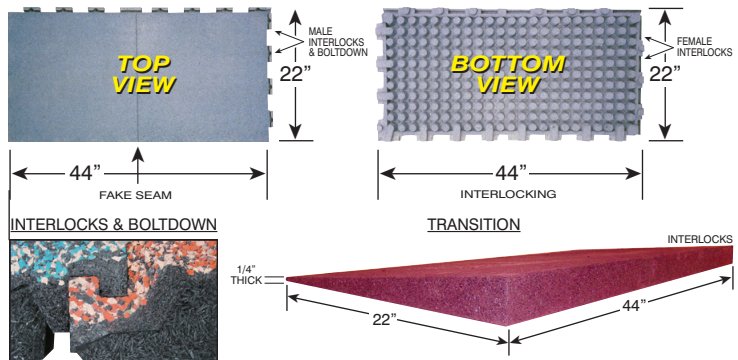 TOP
VIEW
MALE
INTERLOCKS
& BOLTDOWN
22”
44”
FAKE SEAM
BOTTOM
VIEW
FEMALE
INTERLOCKS
22”
44”
INTERLOCKING
INTERLOCKS & BOLTDOWN
TRANSITION
INTERLOCKS
1/4”
THICK
22”
44”